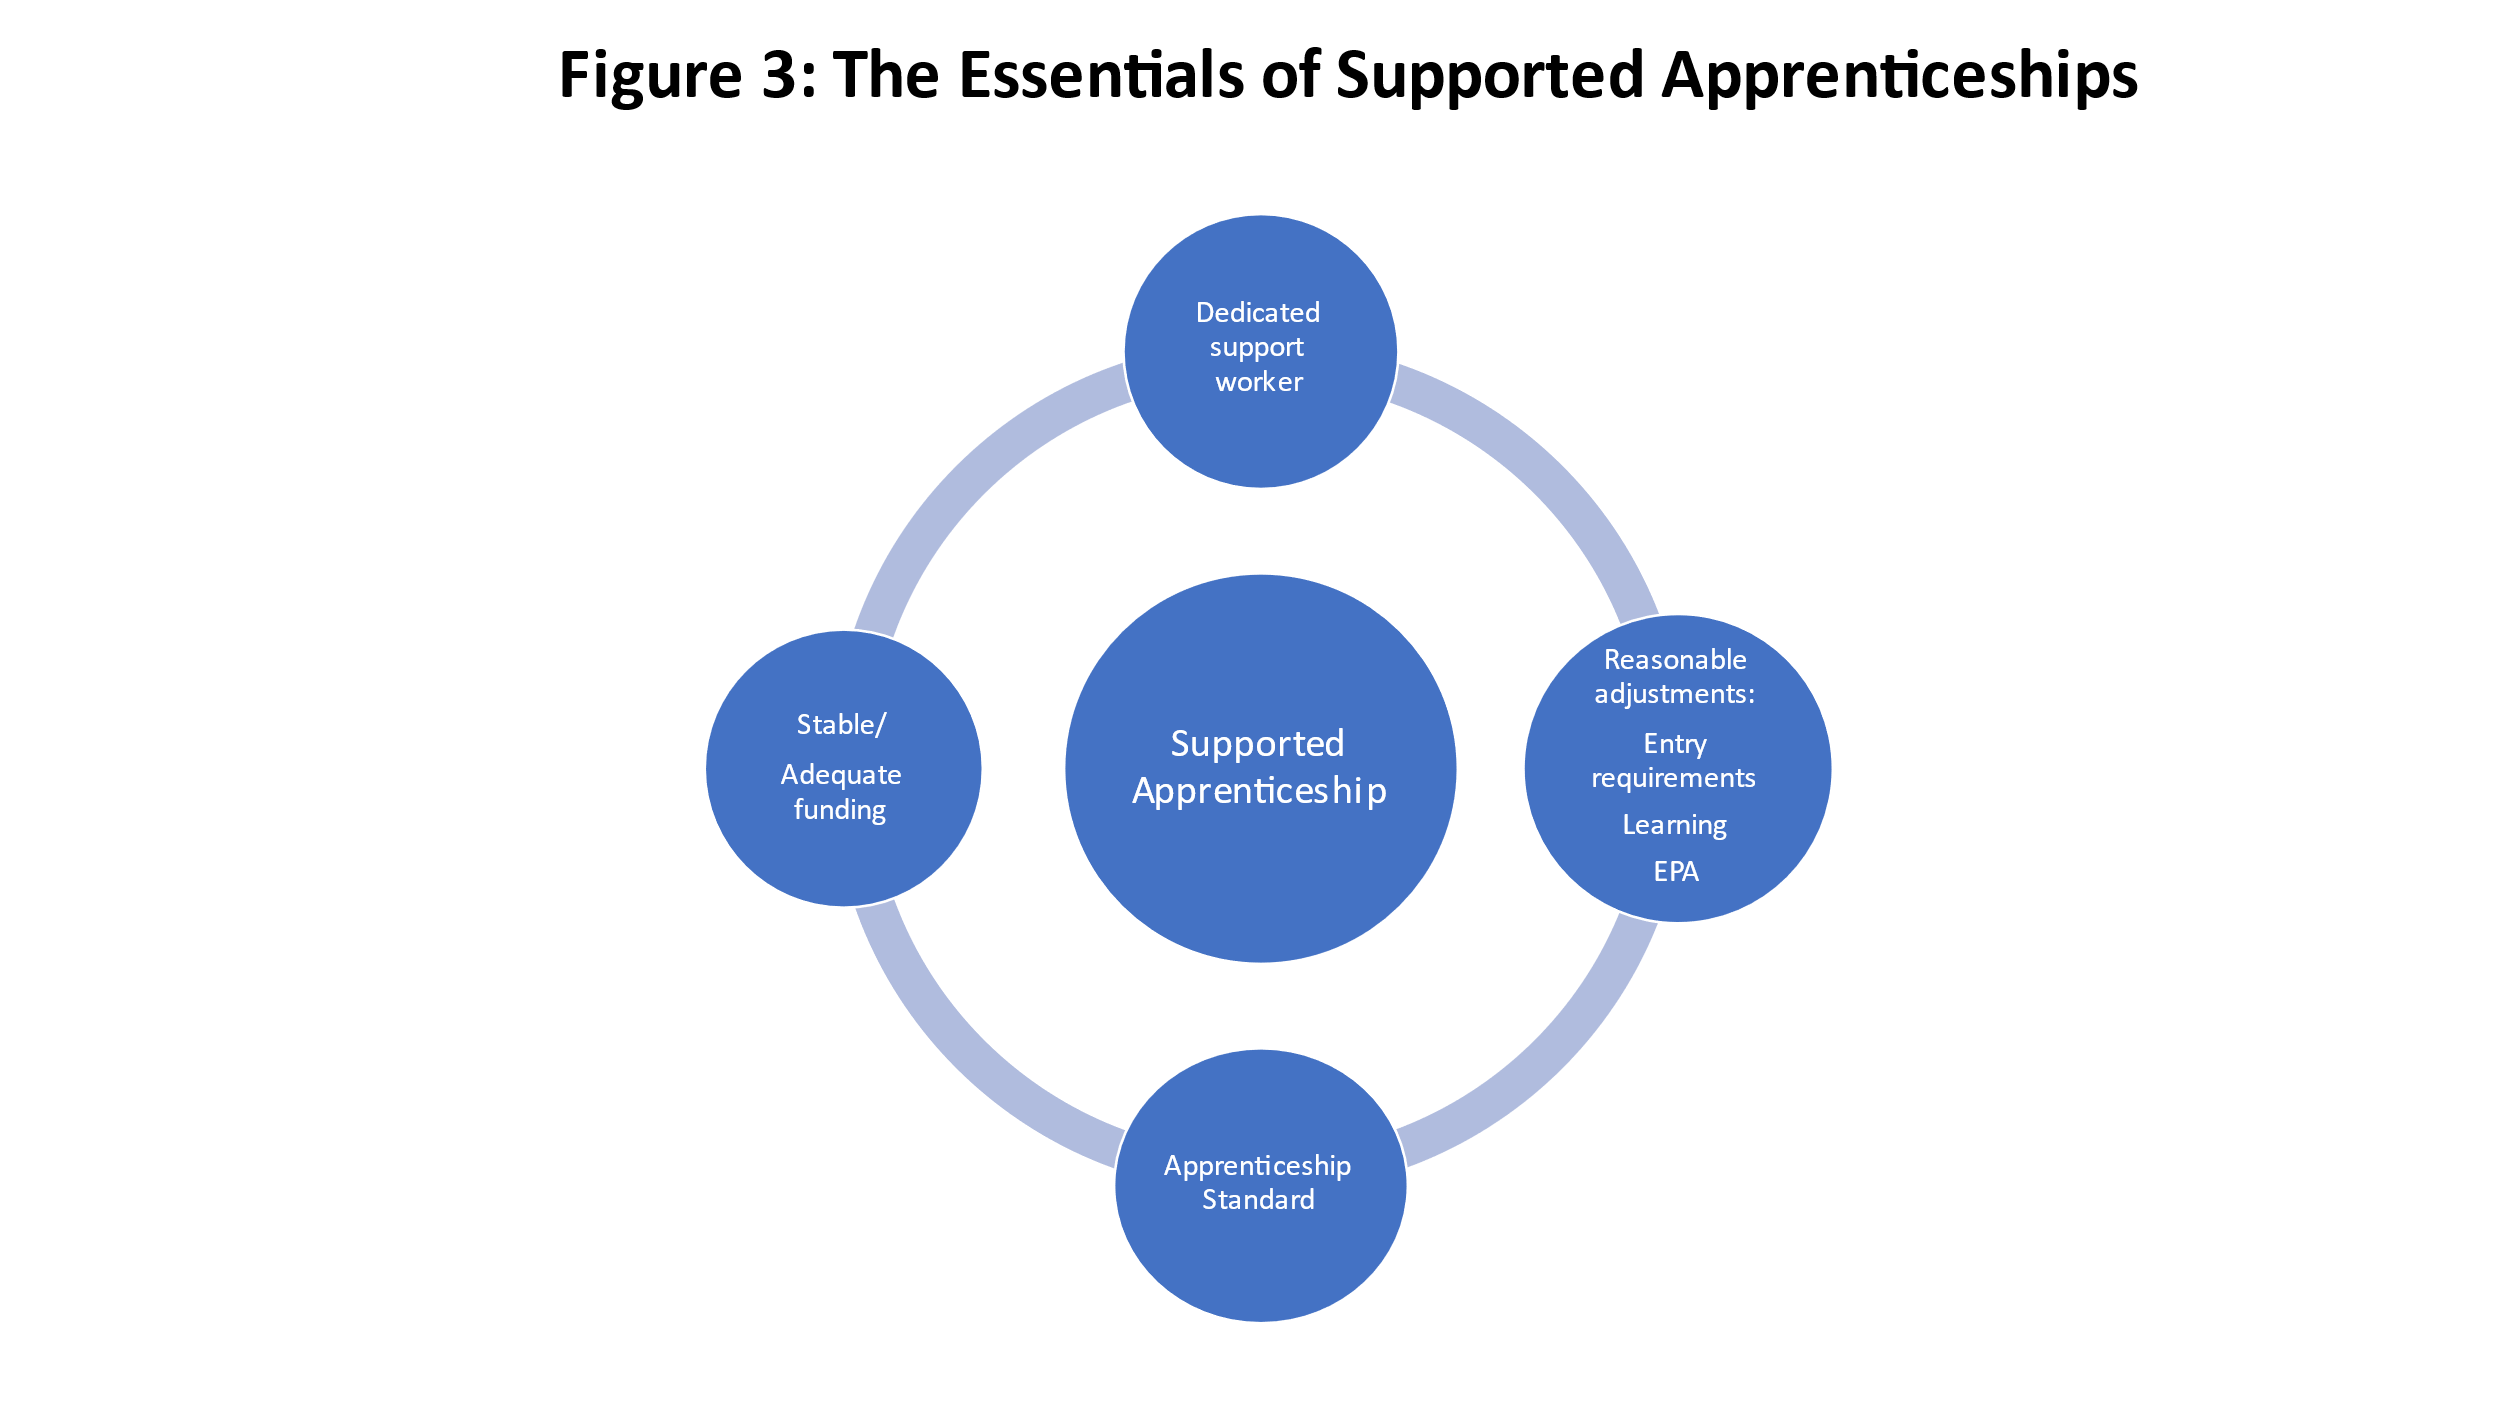 Figure 3: The Essentials of Supported Apprenticeships
Dedicated
support
worker
Stable/
Adequate
funding
Supported
Apprenticeship
Reasonable
adjustments:
Entry
requirements
Learning
EPA
Apprenticeship
Standard